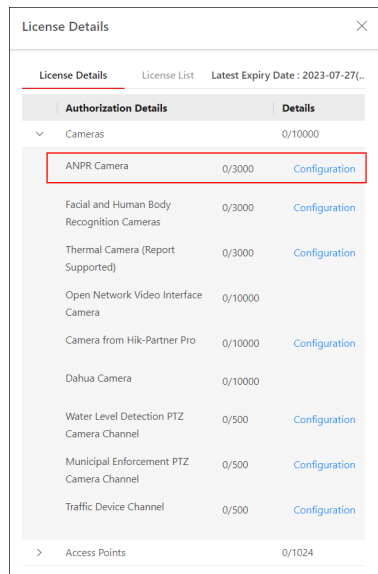 License Details
License Details License List Latest Expiry Date : 2023-07-27(..
Authorization Details Details
Cameras 0/10000
ANPR Camera 0/3000 Configuration
Facial and Human Body
Recognition Cameras 0/3000 Configuration
Thermal Camera (Report
Supported) 0/3000 Configuration
Open Network Video Interface
Camera 0/10000
Camera from Hik-Partner Pro 0/10000 Configuration
Dahua Camera 0/10000
Water Level Detection PTZ
Camera Channel 0/500 Configuration
Municipal Enforcement PTZ
Camera Channel 0/500 Configuration
Traffic Device Channel 0/500 Configuration
Access Points 0/1024